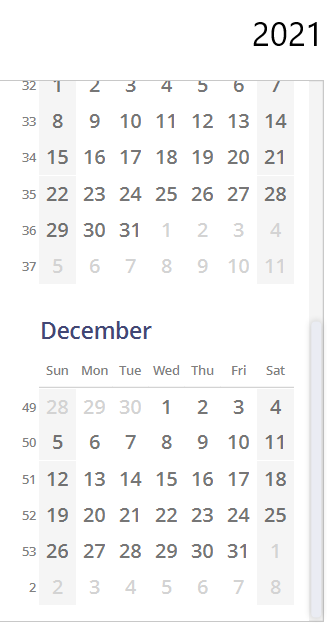 2021
32 1 2 3 4 5 6 7
33 8 9 10 11 12 13 14
34 15 16 17 18 19 20 21
35 22 23 24 25 26 27 28
36 29 30 31 1 2 3 4
37 5 6 7 8 9 10 11
December
Sun Mon Tue Wed Thu Fri Sat
49 28 29 30 1 2 3 4
50 5 6 7 8 9 10 11
51 12 13 14 15 16 17 18
52 19 20 21 22 23 24 25
53 26 27 28 29 30 31 1
2 2 3 4 5 6 7 8